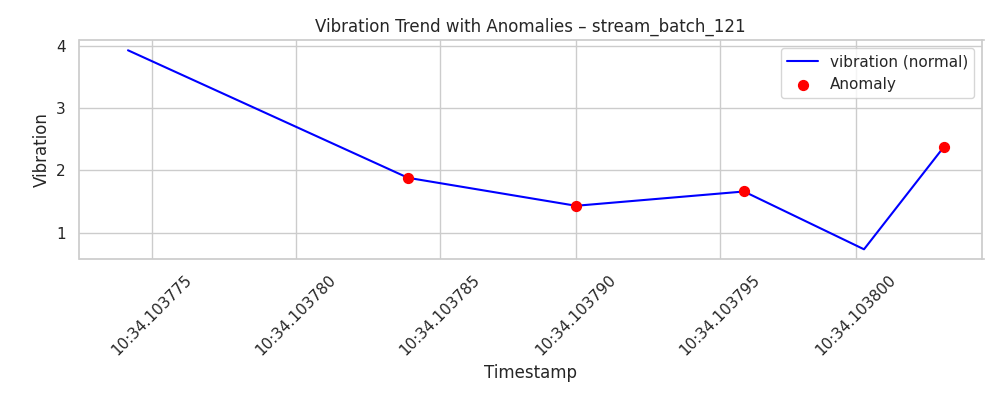 Vibration Trend with Anomalies – stream_batch_121
vibration (normal)
Anomaly
Vibration
4
3
2
1
10:34.103775
10:34.103780
10:34.103785
10:34.103790
10:34.103795
10:34.103800
Timestamp